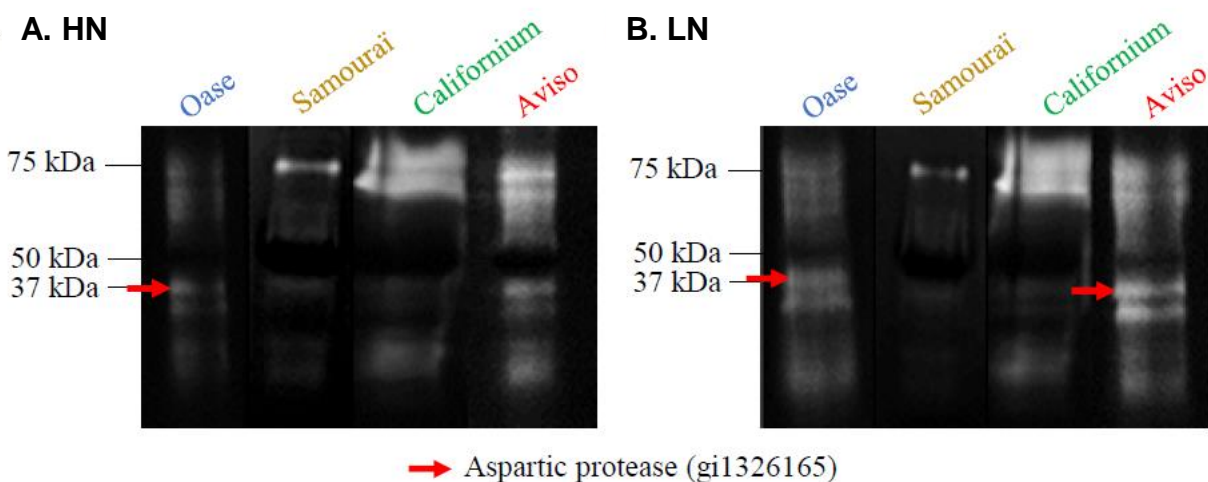 A. HN
Oase
Samouraï
Californium
Aviso
75 kDa
50 kDa
37 kDa
B. LN
Oase
Samouraï
Californium
Aviso
75 kDa
50 kDa
37 kDa
Aspartic protease (gi1326165)